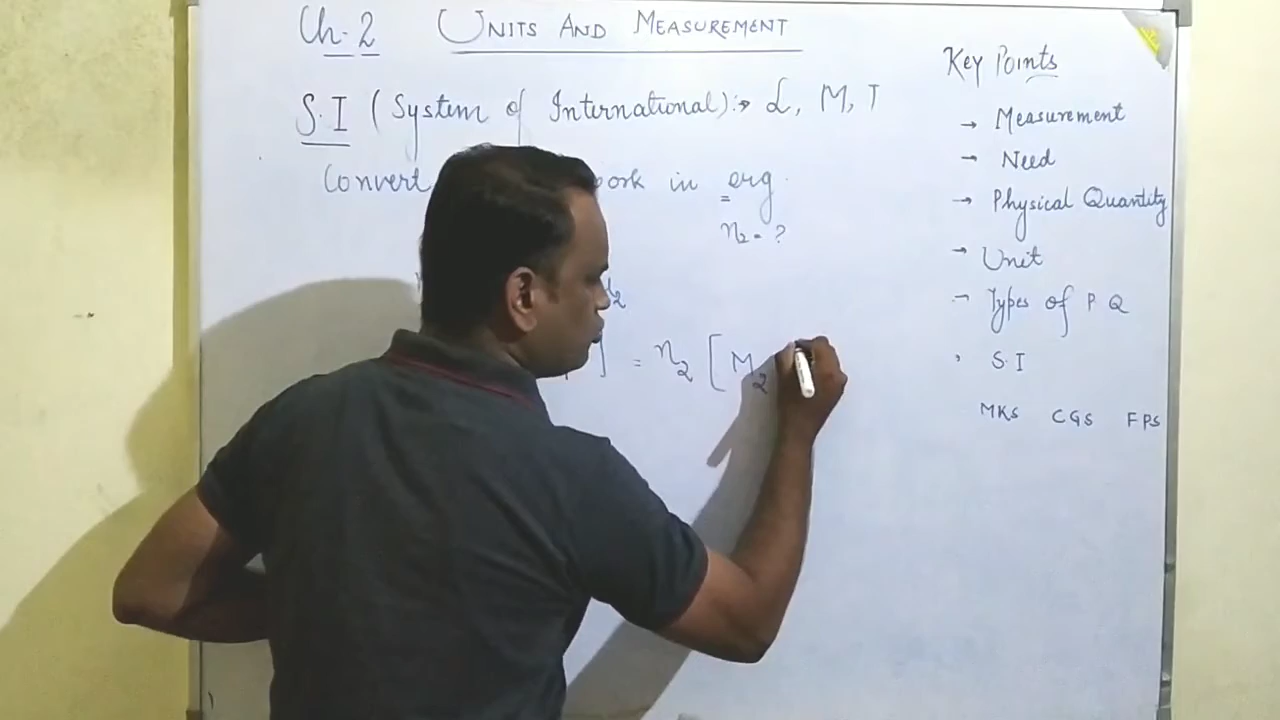 Ch. 2 UNITS AND MEASUREMENT
S.I (System of International) :→ L, M, T
Convert in erg.
n₂ = ?
] = n₂ [M₂
Key Points
→ Measurement
→ Need
→ Physical Quantity
→ Unit
→ Types of P Q
S.I
MKS CGS FPS